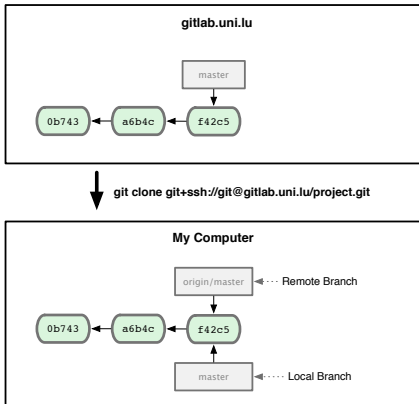 gitlab.uni.lu
master
0b743 a6b4c f42c5
git clone git+ssh://git@gitlab.uni.lu/project.git
My Computer
origin/master Remote Branch
0b743 a6b4c f42c5
master Local Branch